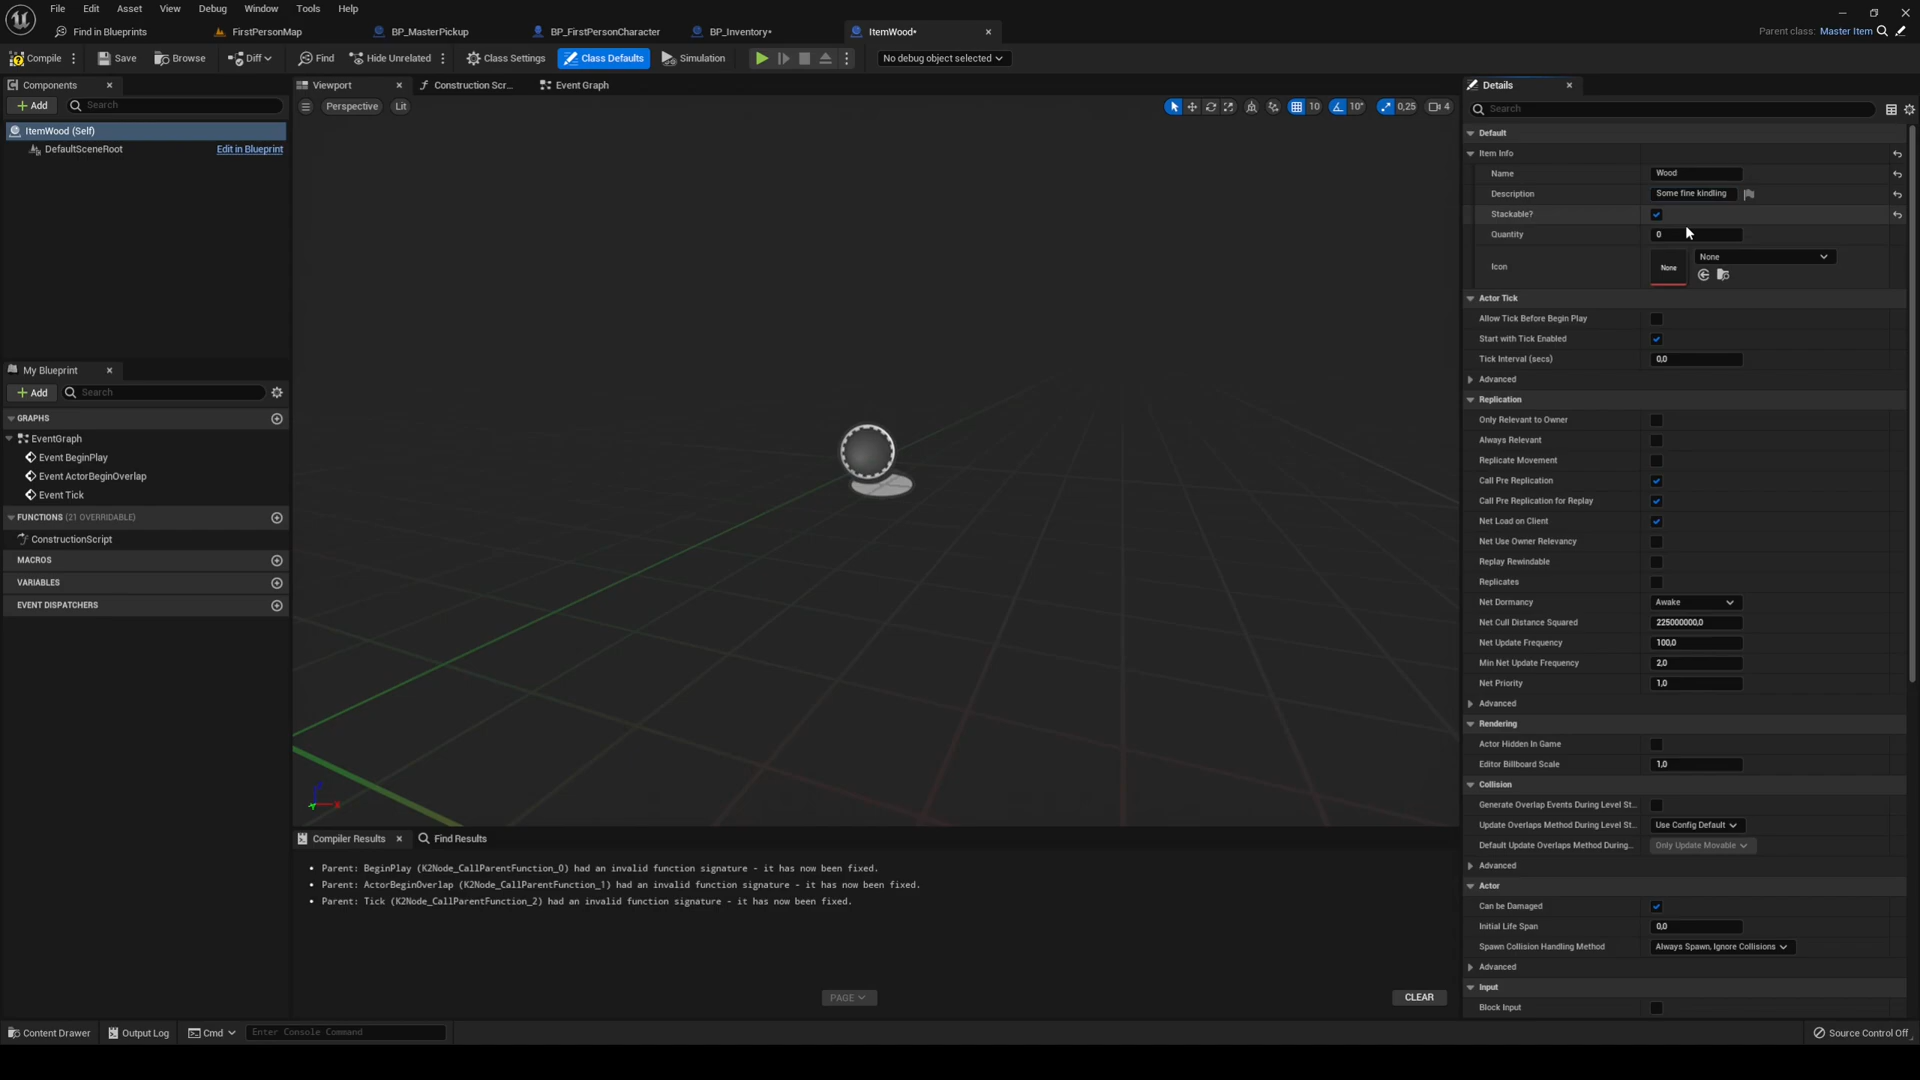 File Edit Asset View Debug Window Tools Help
Find in Blueprints FirstPersonMap BP_MasterPickup BP_FirstPersonCharacter BP_Inventory* ItemWood* Parent class: Master Item
Compile Save Browse Diff Find Hide Unrelated Class Settings Class Defaults Simulation No debug object selected
Components Viewport Construction Scr... Event Graph Details
Add Search Perspective Lit 10 10° 0,25 4 Search
ItemWood (Self)
DefaultSceneRoot Edit in Blueprint
My Blueprint
Add Search
GRAPHS
EventGraph
Event BeginPlay
Event ActorBeginOverlap
Event Tick
FUNCTIONS (21 OVERRIDABLE)
ConstructionScript
MACROS
VARIABLES
EVENT DISPATCHERS
Default
Item Info
Name Wood
Description Some fine kindling
Stackable?
Quantity 0
Icon None None
Actor Tick
Allow Tick Before Begin Play
Start with Tick Enabled
Tick Interval (secs) 0,0
Advanced
Replication
Only Relevant to Owner
Always Relevant
Replicate Movement
Call Pre Replication
Call Pre Replication for Replay
Net Load on Client
Net Use Owner Relevancy
Replay Rewindable
Replicates
Net Dormancy Awake
Net Cull Distance Squared 225000000,0
Net Update Frequency 100,0
Min Net Update Frequency 2,0
Net Priority 1,0
Advanced
Rendering
Actor Hidden In Game
Editor Billboard Scale 1,0
Collision
Generate Overlap Events During Level St...
Update Overlaps Method During Level St... Use Config Default
Default Update Overlaps Method During... Only Update Movable
Advanced
Actor
Can be Damaged
Initial Life Span 0,0
Spawn Collision Handling Method Always Spawn, Ignore Collisions
Advanced
Input
Block Input
X
Compiler Results Find Results
• Parent: BeginPlay (K2Node_CallParentFunction_0) had an invalid function signature - it has now been fixed.
• Parent: ActorBeginOverlap (K2Node_CallParentFunction_1) had an invalid function signature - it has now been fixed.
• Parent: Tick (K2Node_CallParentFunction_2) had an invalid function signature - it has now been fixed.
PAGE CLEAR
Content Drawer Output Log Cmd Enter Console Command Source Control Off